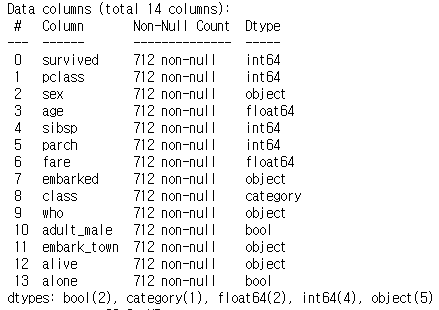 Data columns (total 14 columns):
 #   Column       Non-Null Count  Dtype
---  ------       --------------  -----
 0   survived     712 non-null    int64
 1   pclass       712 non-null    int64
 2   sex          712 non-null    object
 3   age          712 non-null    float64
 4   sibsp        712 non-null    int64
 5   parch        712 non-null    int64
 6   fare         712 non-null    float64
 7   embarked     712 non-null    object
 8   class        712 non-null    category
 9   who          712 non-null    object
 10  adult_male   712 non-null    bool
 11  embark_town  712 non-null    object
 12  alive        712 non-null    object
 13  alone        712 non-null    bool
dtypes: bool(2), category(1), float64(2), int64(4), object(5)